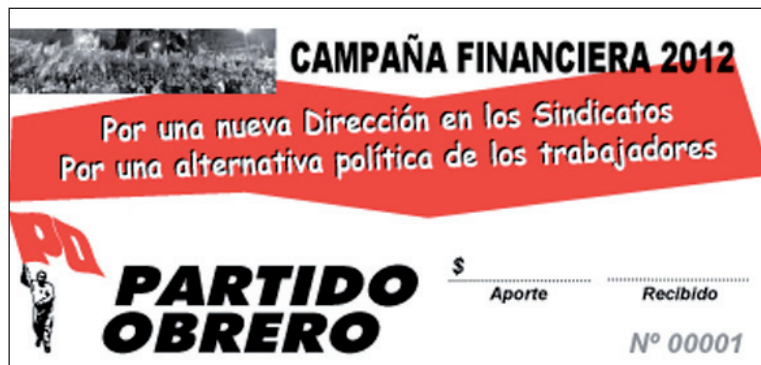 CAMPAÑA FINANCIERA 2012
Por una nueva Dirección en los Sindicatos
Por una alternativa política de los trabajadores
PO
PARTIDO
OBRERO
$
Aporte
Recibido
Nº 00001